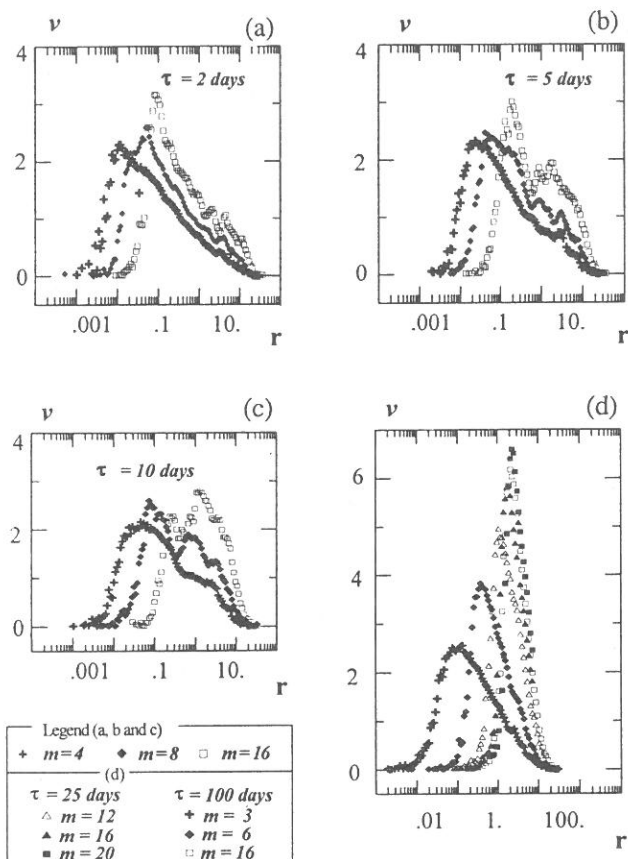 ν
(a)
τ = 2 days
4
2
0
.001
.1
10.
r
ν
(b)
τ = 5 days
4
2
0
.001
.1
10.
r
ν
(c)
τ = 10 days
4
2
0
.001
.1
10.
r
ν
(d)
6
4
2
0
.01
1.
100.
r
Legend (a, b and c)
+ m=4 ◆ m=8 □ m=16
(d)
τ = 25 days τ = 100 days
△ m = 12 + m = 3
▲ m = 16 ◆ m = 6
■ m = 20 □ m = 16